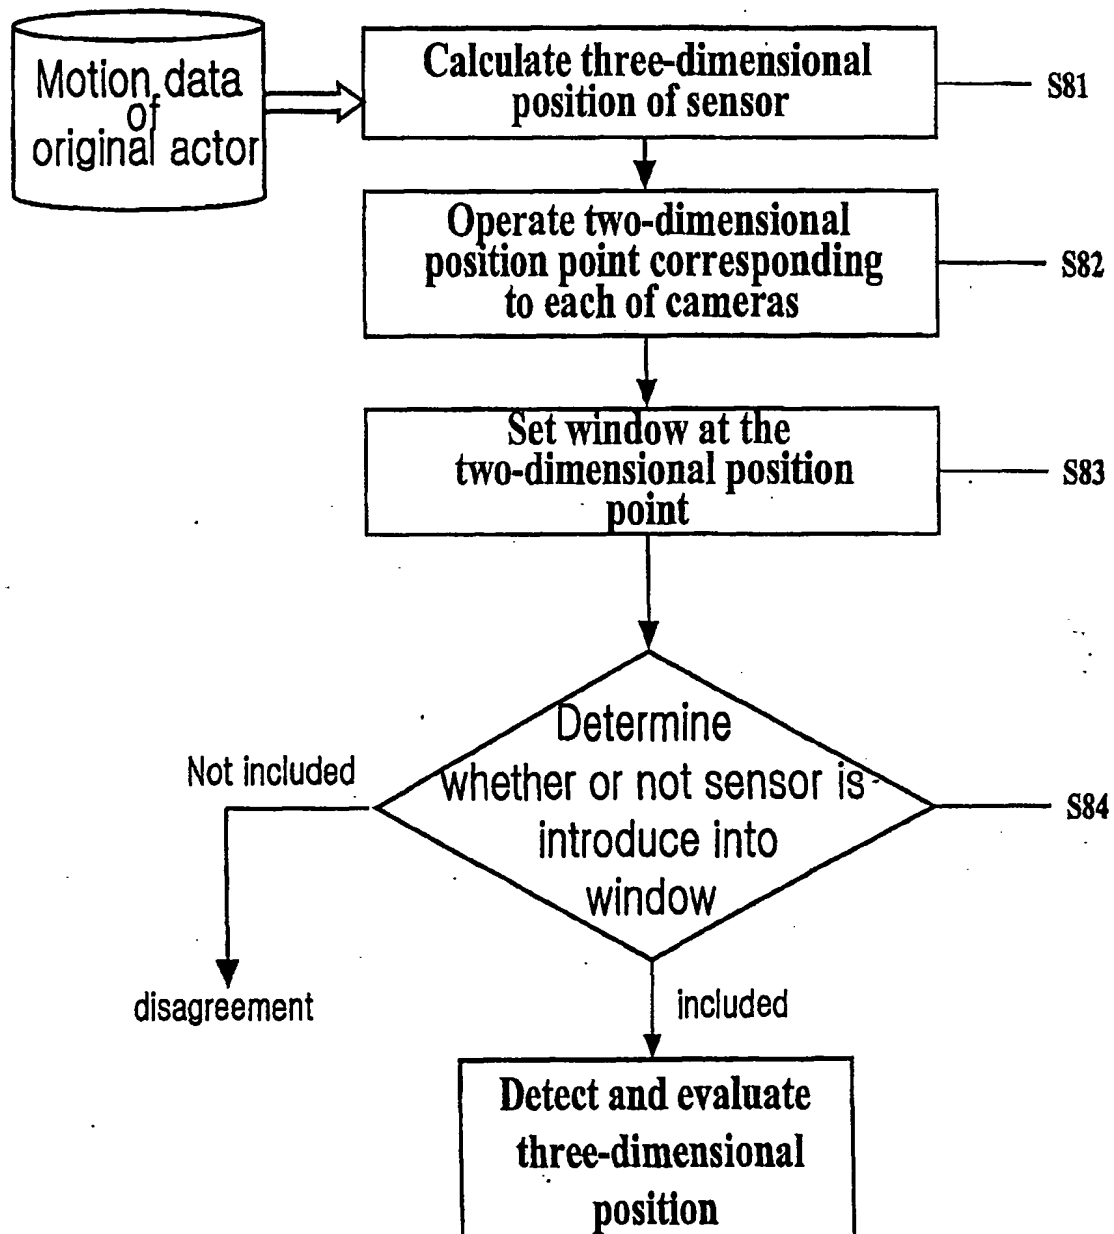 Motion data
of
original actor
Calculate three-dimensional
position of sensor
S81
Operate two-dimensional
position point corresponding
to each of cameras
S82
Set window at the
two-dimensional position
point
S83
Determine
whether or not sensor is
introduce into
window
S84
Not included
disagreement
included
Detect and evaluate
three-dimensional
position